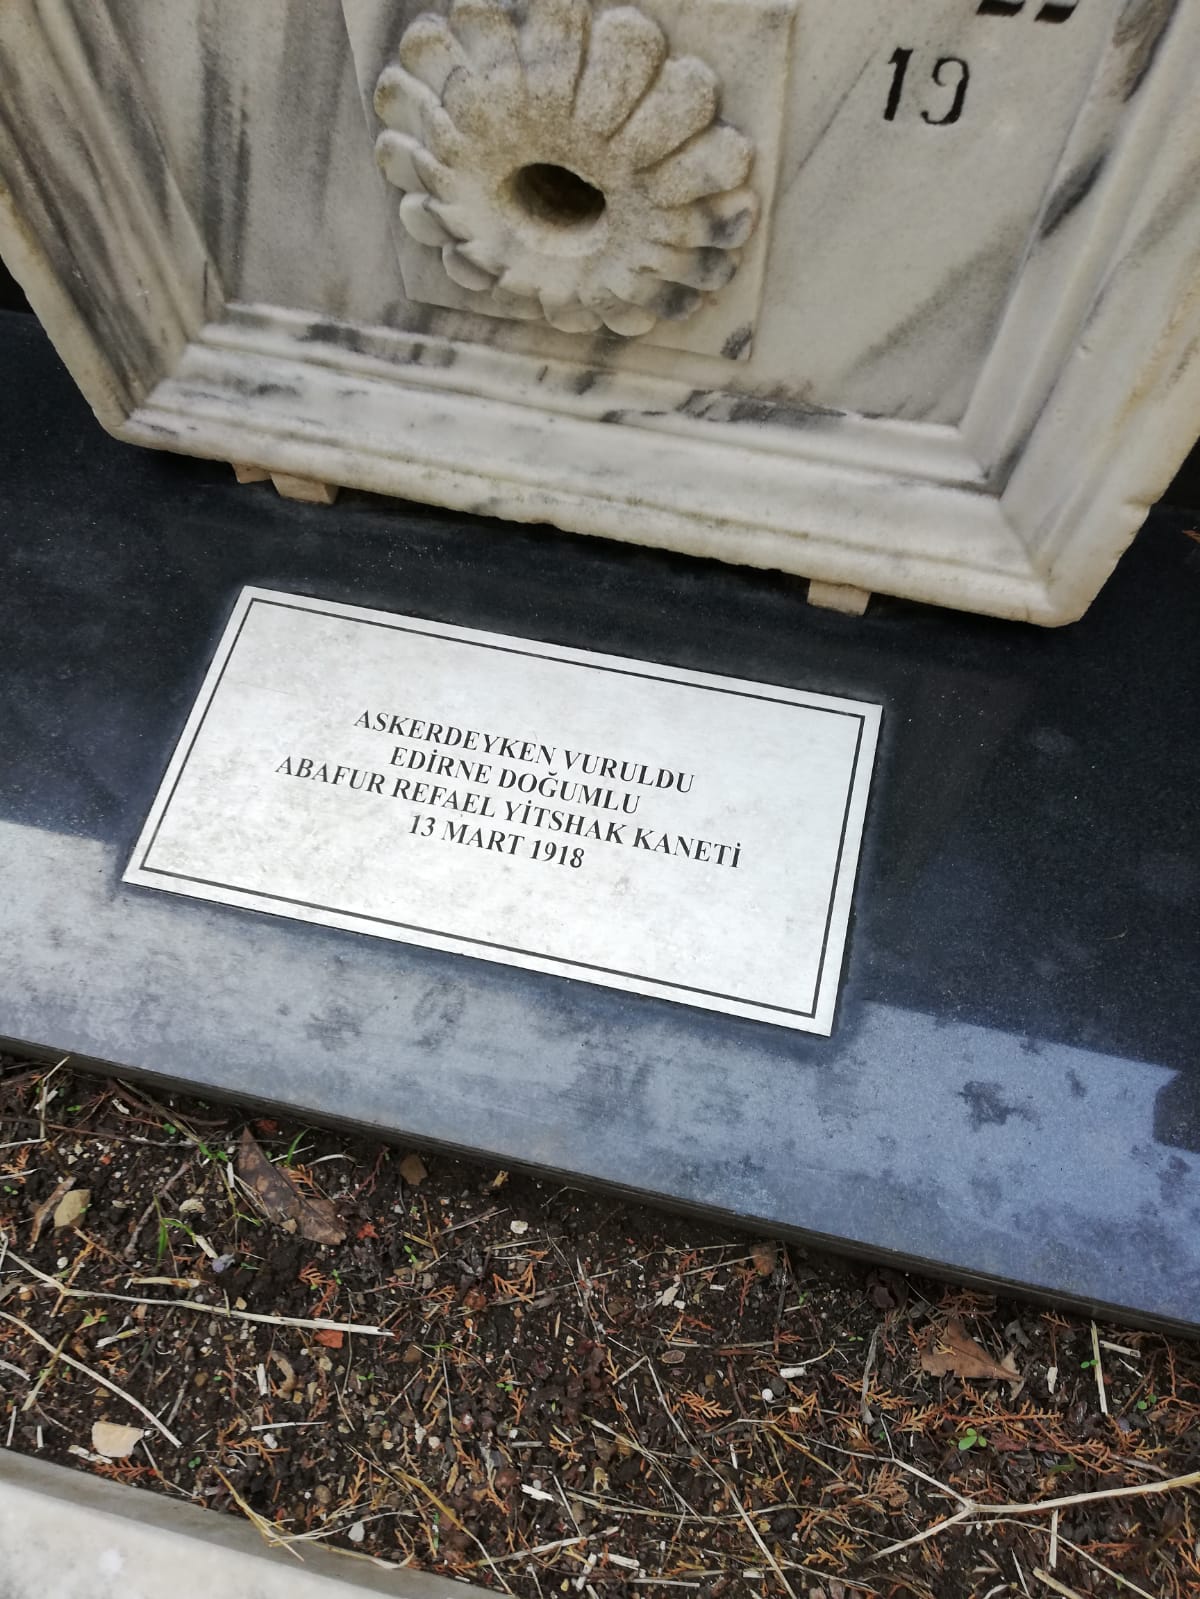 19
ASKERDEYKEN VURULDU
EDİRNE DOĞUMLU
ABAFUR REFAEL YİTSHAK KANETİ
13 MART 1918